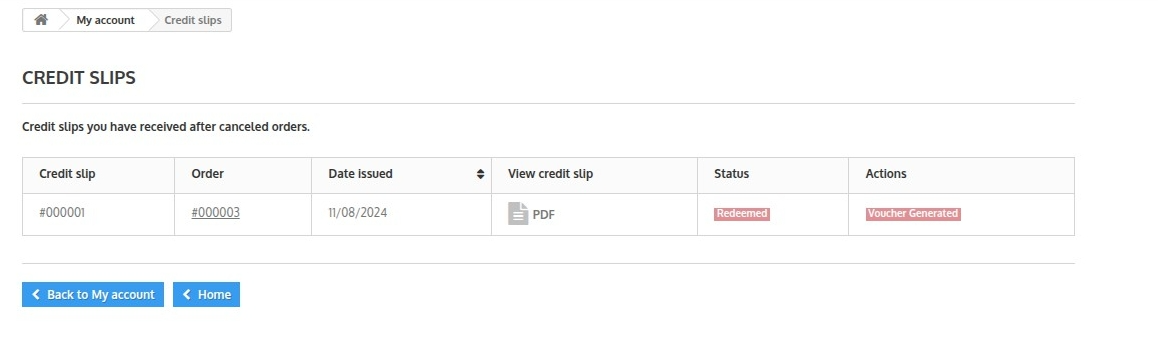 My account Credit slips
CREDIT SLIPS
Credit slips you have received after canceled orders.
Credit slip Order Date issued View credit slip Status Actions
#000001 #000003 11/08/2024 PDF Redeemed Voucher Generated
Back to My account Home